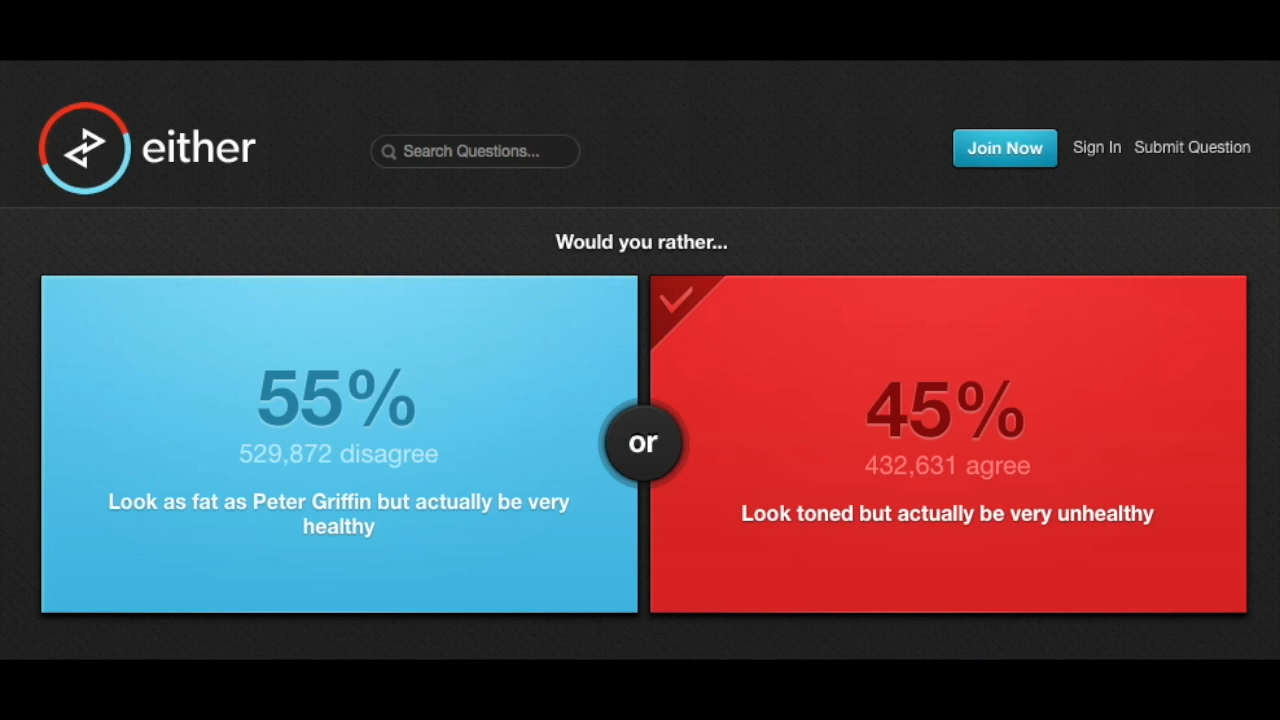 either
Search Questions...
Join Now
Sign In
Submit Question
Would you rather...
55%
529,872 disagree
Look as fat as Peter Griffin but actually be very
healthy
or
45%
432,631 agree
Look toned but actually be very unhealthy